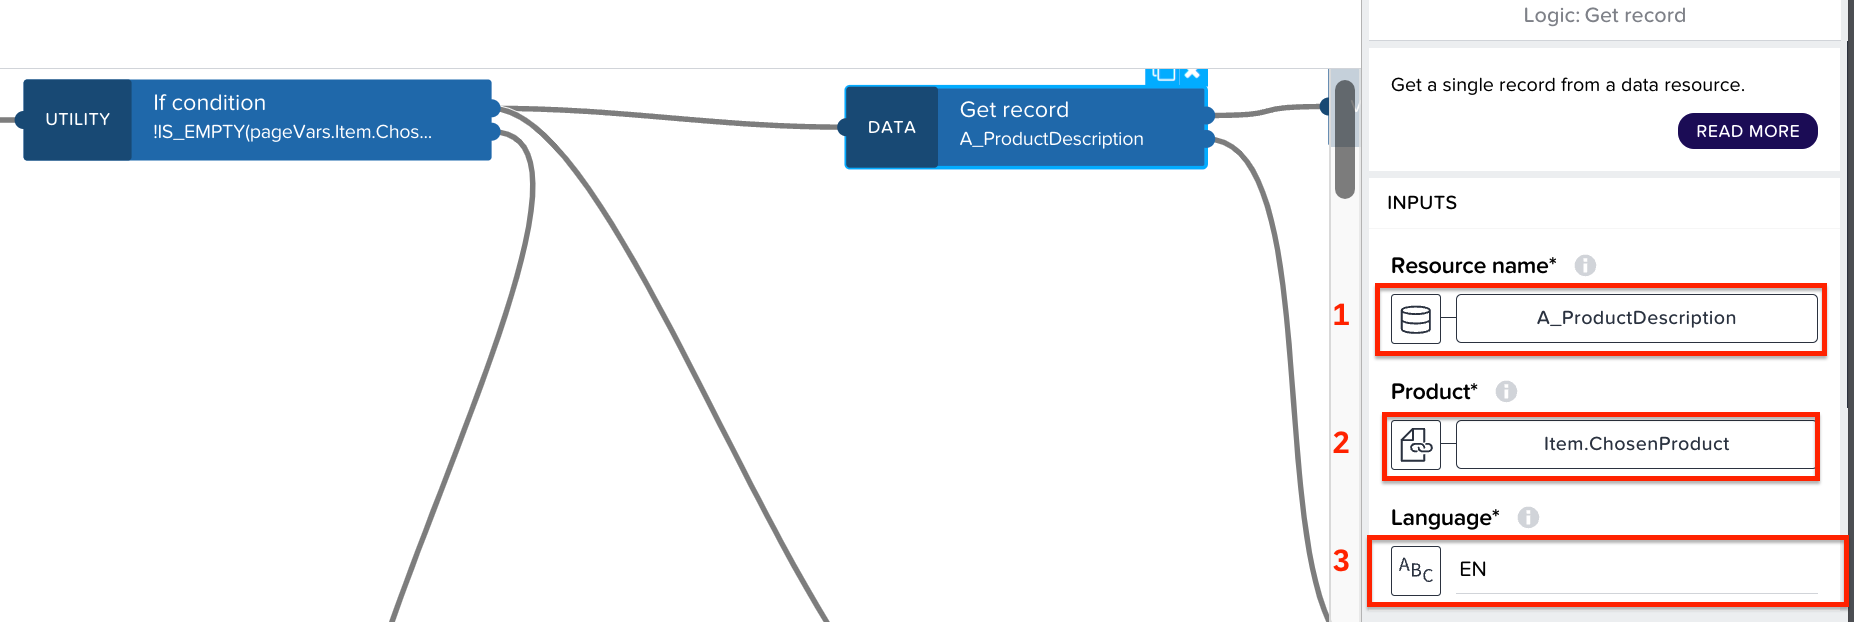 Logic: Get record
UTILITY
If condition
!IS_EMPTY(pageVars.Item.Chos...
DATA
Get record
A_ProductDescription
Get a single record from a data resource.
READ MORE
INPUTS
Resource name*
1
A_ProductDescription
Product*
2
Item.ChosenProduct
Language*
3
ABC
EN